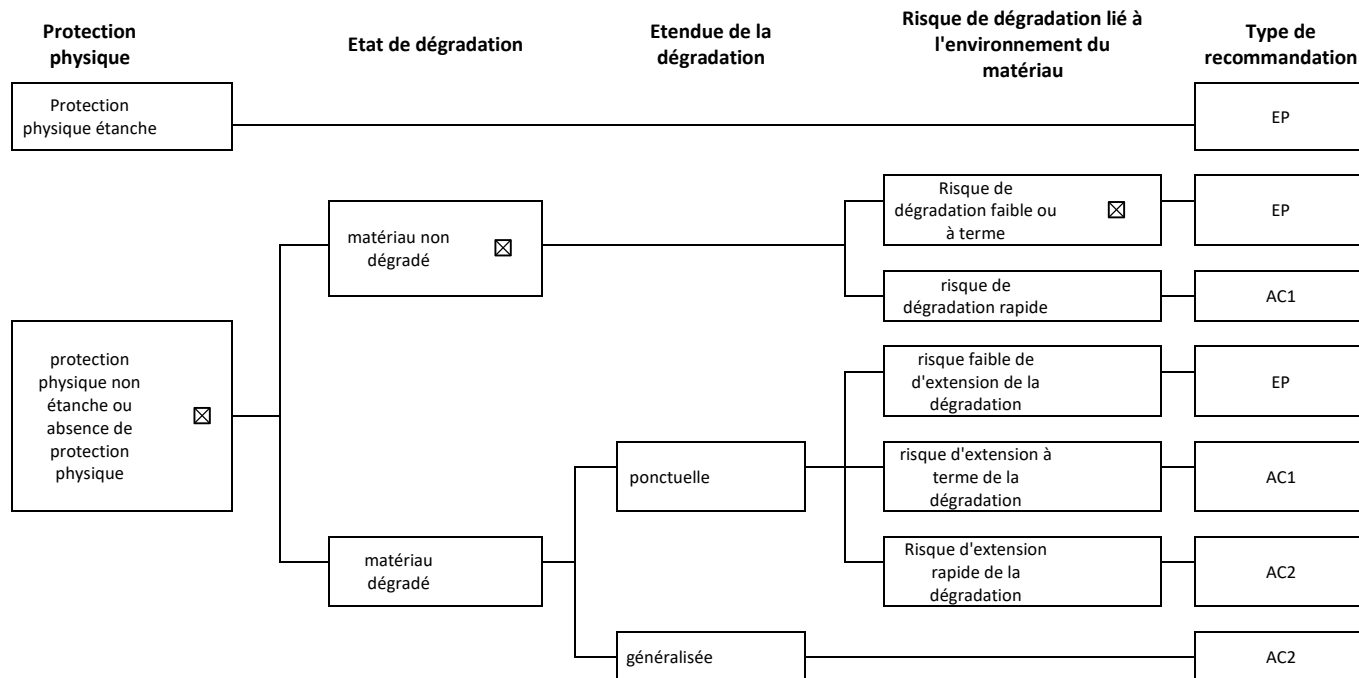 Protection
physique
Etat de dégradation
Etendue de la
dégradation
Risque de dégradation lié à
l'environnement du
matériau
Type de
recommandation
Protection
physique étanche
EP
matériau non
dégradé
☒
Risque de
dégradation faible ou
à terme
☒
EP
risque de
dégradation rapide
AC1
protection
physique non
étanche ou
absence de
protection
physique
☒
risque faible de
d'extension de la
dégradation
EP
ponctuelle
risque d'extension à
terme de la
dégradation
AC1
matériau
dégradé
Risque d'extension
rapide de la
dégradation
AC2
généralisée
AC2